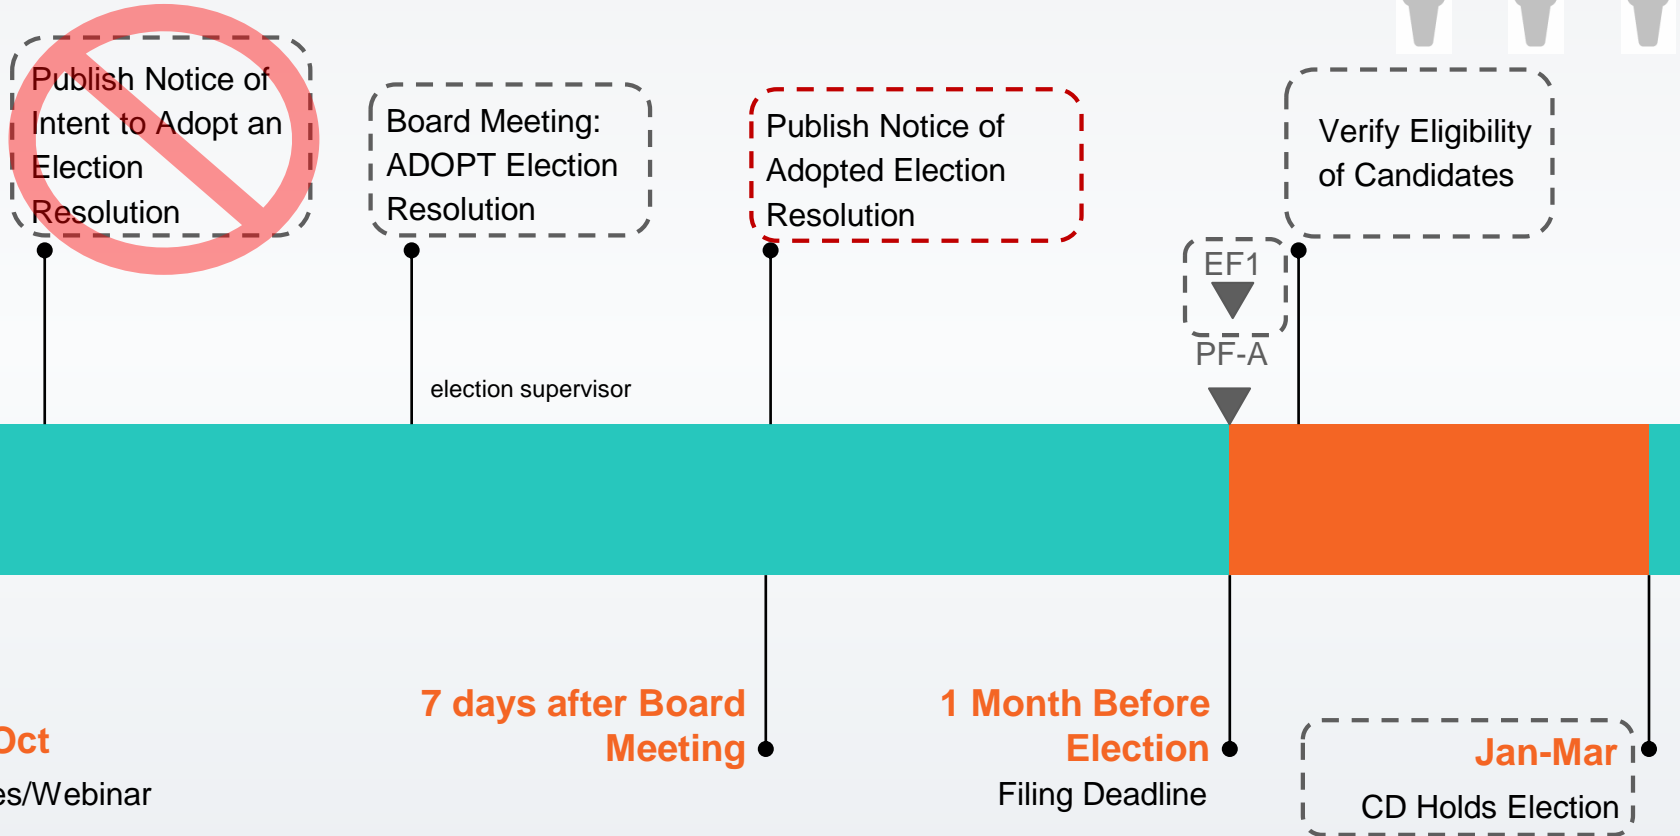 Publish Notice of
Intent to Adopt an
Election
Resolution
Board Meeting:
ADOPT Election
Resolution
Publish Notice of
Adopted Election
Resolution
Verify Eligibility
of Candidates
EF1
PF-A
election supervisor
7 days after Board
Meeting
1 Month Before
Election
Filing Deadline
Oct
es/Webinar
Jan-Mar
CD Holds Election